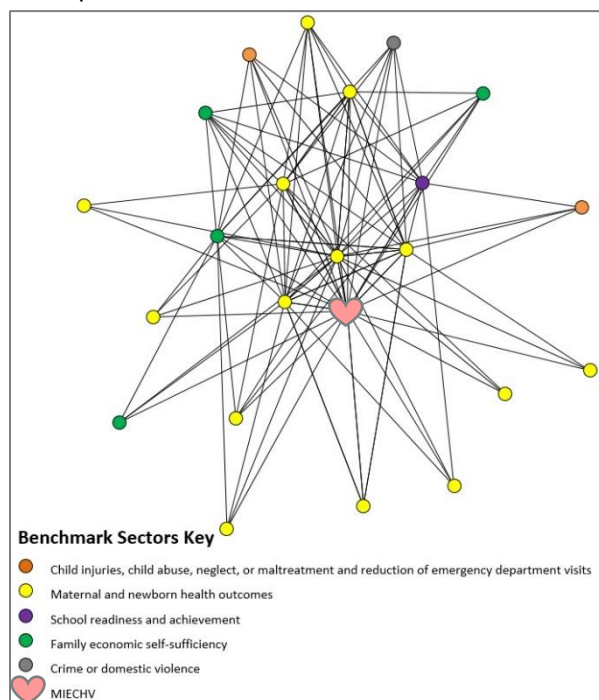 Benchmark Sectors Key
Child injuries, child abuse, neglect, or maltreatment and reduction of emergency department visits
Maternal and newborn health outcomes
School readiness and achievement
Family economic self-sufficiency
Crime or domestic violence
MIECHV